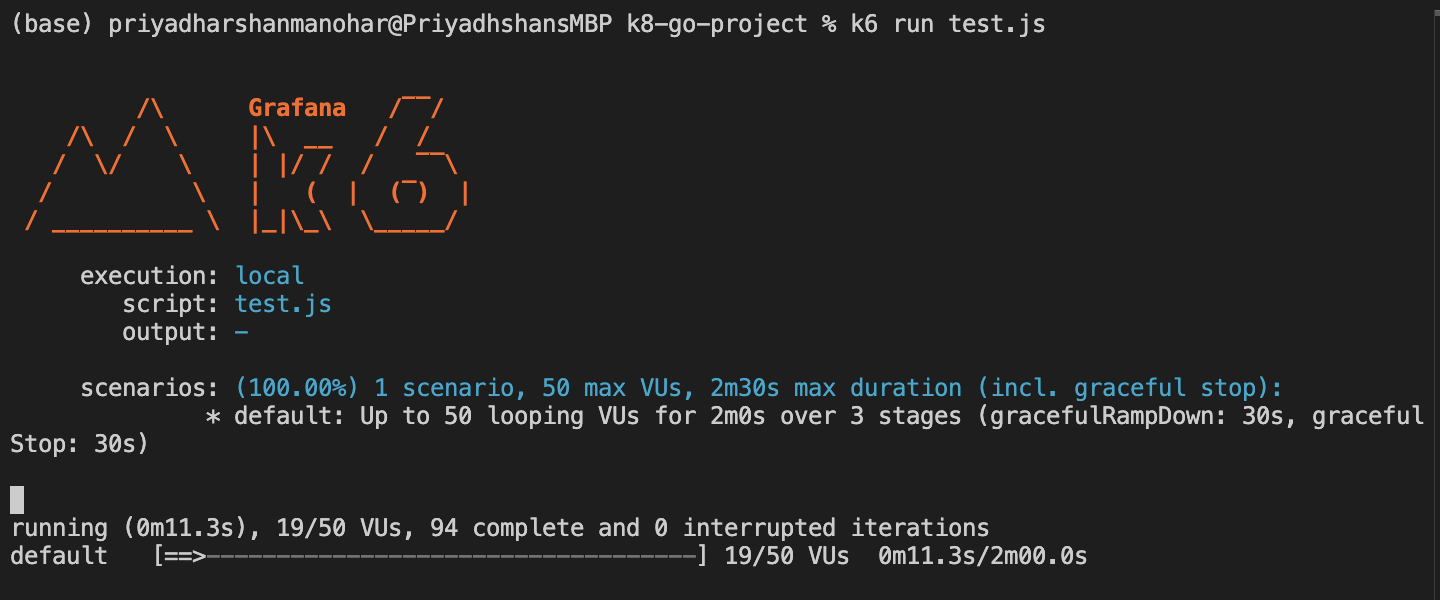 (base) priyadharshanmanohar@PriyadhshansMBP k8-go-project % k6 run test.js
Grafana
k6
execution: local
script: test.js
output: -
scenarios: (100.00%) 1 scenario, 50 max VUs, 2m30s max duration (incl. graceful stop):
* default: Up to 50 looping VUs for 2m0s over 3 stages (gracefulRampDown: 30s, graceful
Stop: 30s)
running (0m11.3s), 19/50 VUs, 94 complete and 0 interrupted iterations
default   [==>-----------------------------------] 19/50 VUs  0m11.3s/2m00.0s